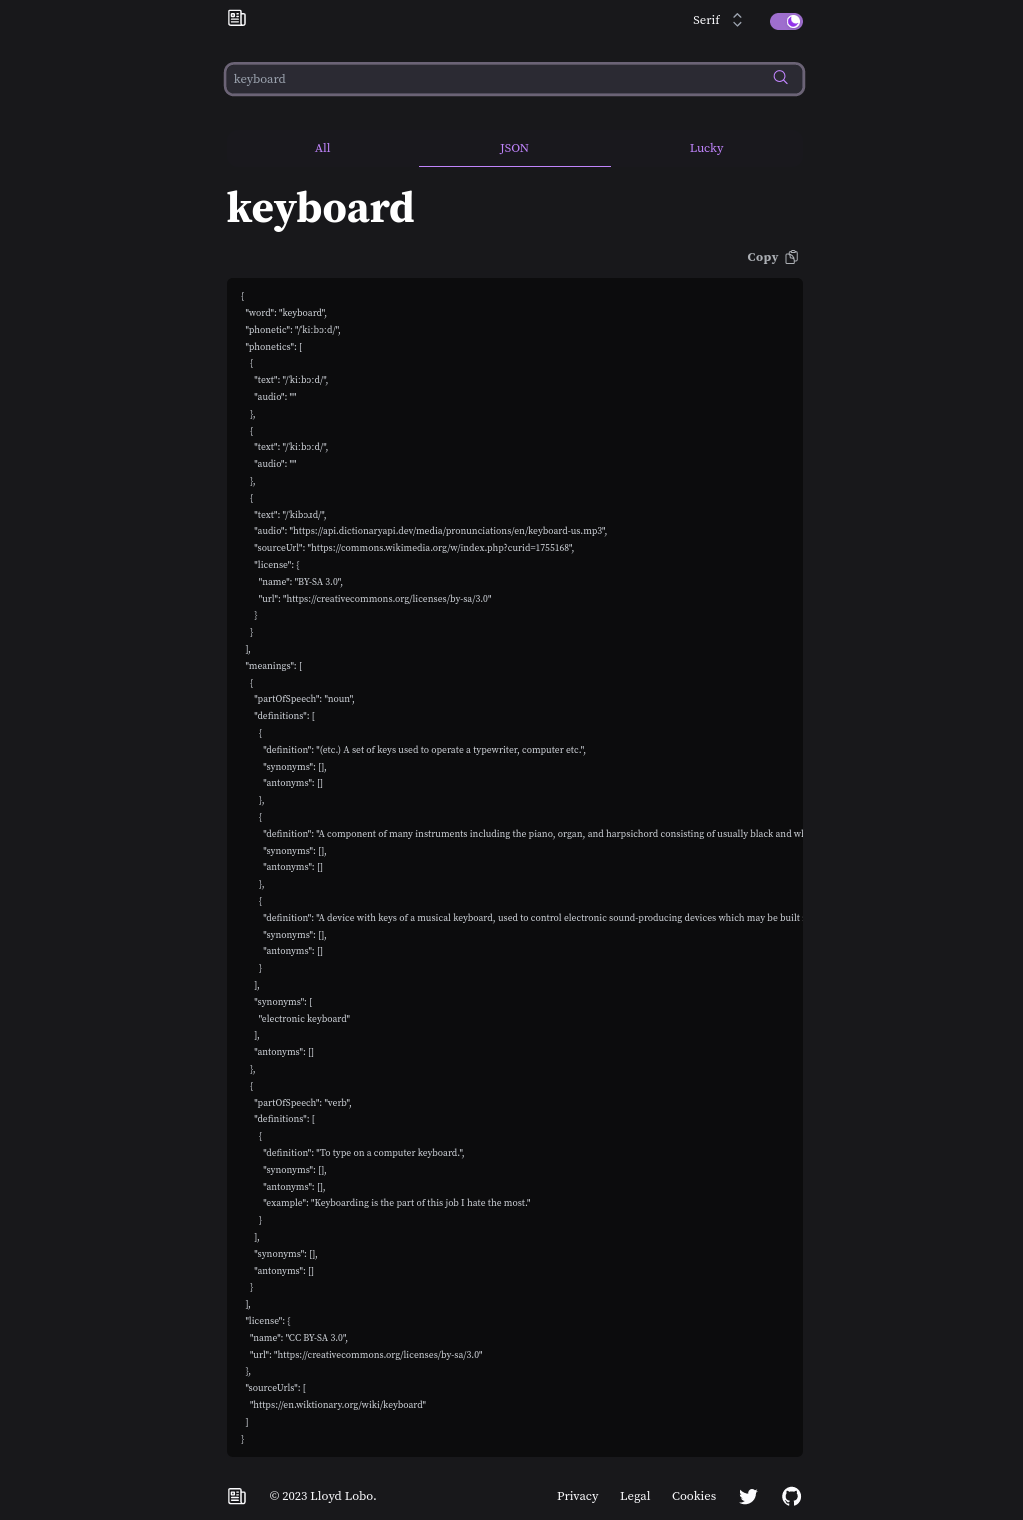 Serif
keyboard
All JSON Lucky
keyboard
Copy
{
"word": "keyboard",
"phonetic": "/ˈkiːbɔːd/",
"phonetics": [
{
"text": "/ˈkiːbɔːd/",
"audio": ""
},
{
"text": "/ˈkiːbɔːd/",
"audio": ""
},
{
"text": "/ˈkibɔɹd/",
"audio": "https://api.dictionaryapi.dev/media/pronunciations/en/keyboard-us.mp3",
"sourceUrl": "https://commons.wikimedia.org/w/index.php?curid=1755168",
"license": {
"name": "BY-SA 3.0",
"url": "https://creativecommons.org/licenses/by-sa/3.0"
}
}
],
"meanings": [
{
"partOfSpeech": "noun",
"definitions": [
{
"definition": "(etc.) A set of keys used to operate a typewriter, computer etc.",
"synonyms": [],
"antonyms": []
},
{
"definition": "A component of many instruments including the piano, organ, and harpsichord consisting of usually black and
"synonyms": [],
"antonyms": []
},
{
"definition": "A device with keys of a musical keyboard, used to control electronic sound-producing devices which may be built
"synonyms": [],
"antonyms": []
}
],
"synonyms": [
"electronic keyboard"
],
"antonyms": []
},
{
"partOfSpeech": "verb",
"definitions": [
{
"definition": "To type on a computer keyboard.",
"synonyms": [],
"antonyms": [],
"example": "Keyboarding is the part of this job I hate the most."
}
],
"synonyms": [],
"antonyms": []
}
],
"license": {
"name": "CC BY-SA 3.0",
"url": "https://creativecommons.org/licenses/by-sa/3.0"
},
"sourceUrls": [
"https://en.wiktionary.org/wiki/keyboard"
]
}
© 2023 Lloyd Lobo. Privacy Legal Cookies